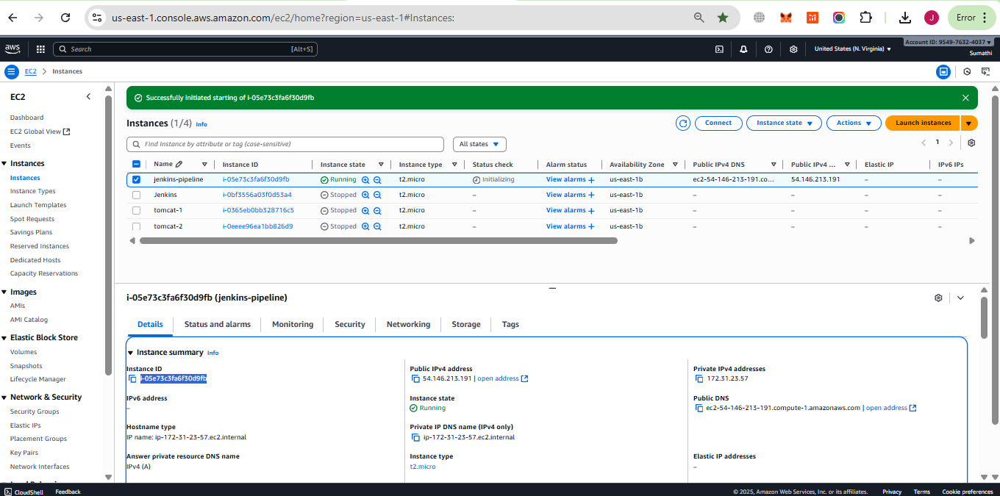 us-east-1.console.aws.amazon.com/ec2/home?region=us-east-1#Instances:
J
Error
aws
Search
[Alt+S]
United States (N. Virginia)
Account ID: 9549-7632-4037
Sumathi
EC2 > Instances
EC2
Dashboard
EC2 Global View
Events
Instances
Instances
Instance Types
Launch Templates
Spot Requests
Savings Plans
Reserved Instances
Dedicated Hosts
Capacity Reservations
Images
AMIs
AMI Catalog
Elastic Block Store
Volumes
Snapshots
Lifecycle Manager
Network & Security
Security Groups
Elastic IPs
Placement Groups
Key Pairs
Network Interfaces
Successfully initiated starting of i-05e73c3fa6f30d9fb
Instances (1/4) Info
Connect
Instance state
Actions
Launch instances
Find Instance by attribute or tag (case-sensitive)
All states
1
Name Instance ID Instance state Instance type Status check Alarm status Availability Zone Public IPv4 DNS Public IPv4 ... Elastic IP IPv6 IPs
jenkins-pipeline i-05e73c3fa6f30d9fb Running t2.micro Initializing View alarms + us-east-1b ec2-54-146-213-191.co... 54.146.213.191 – –
Jenkins i-0bf3556a03f0d53a4 Stopped t2.micro – View alarms + us-east-1b – – – –
tomcat-1 i-0365eb0bb328716c5 Stopped t2.micro – View alarms + us-east-1b – – – –
tomcat-2 i-0eeee96ea1bb826d9 Stopped t2.micro – View alarms + us-east-1b – – – –
i-05e73c3fa6f30d9fb (jenkins-pipeline)
Details
Status and alarms
Monitoring
Security
Networking
Storage
Tags
Instance summary Info
Instance ID
i-05e73c3fa6f30d9fb
Public IPv4 address
54.146.213.191 | open address
Private IPv4 addresses
172.31.23.57
IPv6 address
–
Instance state
Running
Public DNS
ec2-54-146-213-191.compute-1.amazonaws.com | open address
Hostname type
IP name: ip-172-31-23-57.ec2.internal
Private IP DNS name (IPv4 only)
ip-172-31-23-57.ec2.internal
Answer private resource DNS name
IPv4 (A)
Instance type
t2.micro
Elastic IP addresses
–
CloudShell
Feedback
© 2025, Amazon Web Services, Inc. or its affiliates.
Privacy
Terms
Cookie preferences